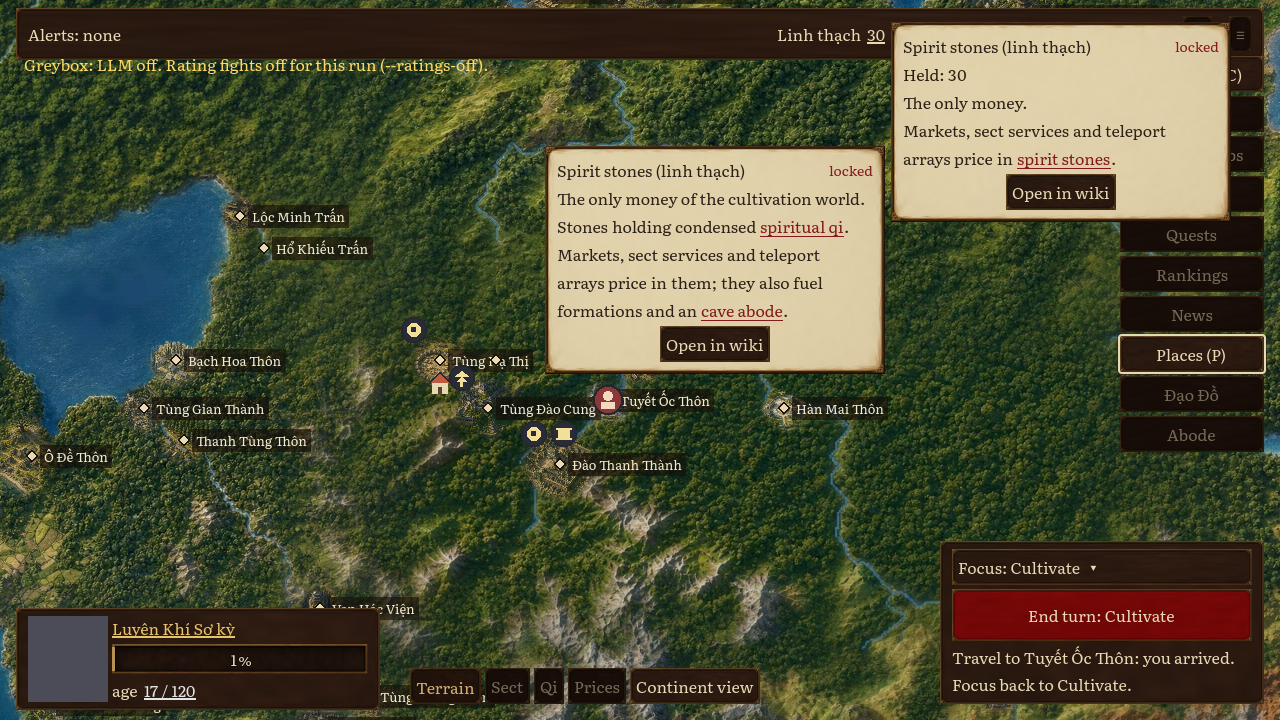 Alerts: none
Linh thạch 30
Greybox: LLM off. Rating fights off for this run (--ratings-off).
Spirit stones (linh thạch) locked
Held: 30
The only money.
Markets, sect services and teleport
arrays price in spirit stones.
Open in wiki
Spirit stones (linh thạch) locked
The only money of the cultivation world.
Stones holding condensed spiritual qi.
Markets, sect services and teleport
arrays price in them; they also fuel
formations and an cave abode.
Open in wiki
Quests
Rankings
News
Places (P)
Đạo Đồ
Abode
Lộc Minh Trấn
Hổ Khiếu Trấn
Bạch Hoa Thôn
Tùng Gian Thành
Thanh Tùng Thôn
Ô Đề Thôn
Tùng Thị
Tùng Đào Cung
Tuyết Ốc Thôn
Hàn Mai Thôn
Đào Thanh Thành
Viện
Luyện Khí Sơ kỳ
1%
age 17 / 120
Tùng
Terrain
Sect
Qi
Prices
Continent view
Focus: Cultivate
End turn: Cultivate
Travel to Tuyết Ốc Thôn: you arrived.
Focus back to Cultivate.